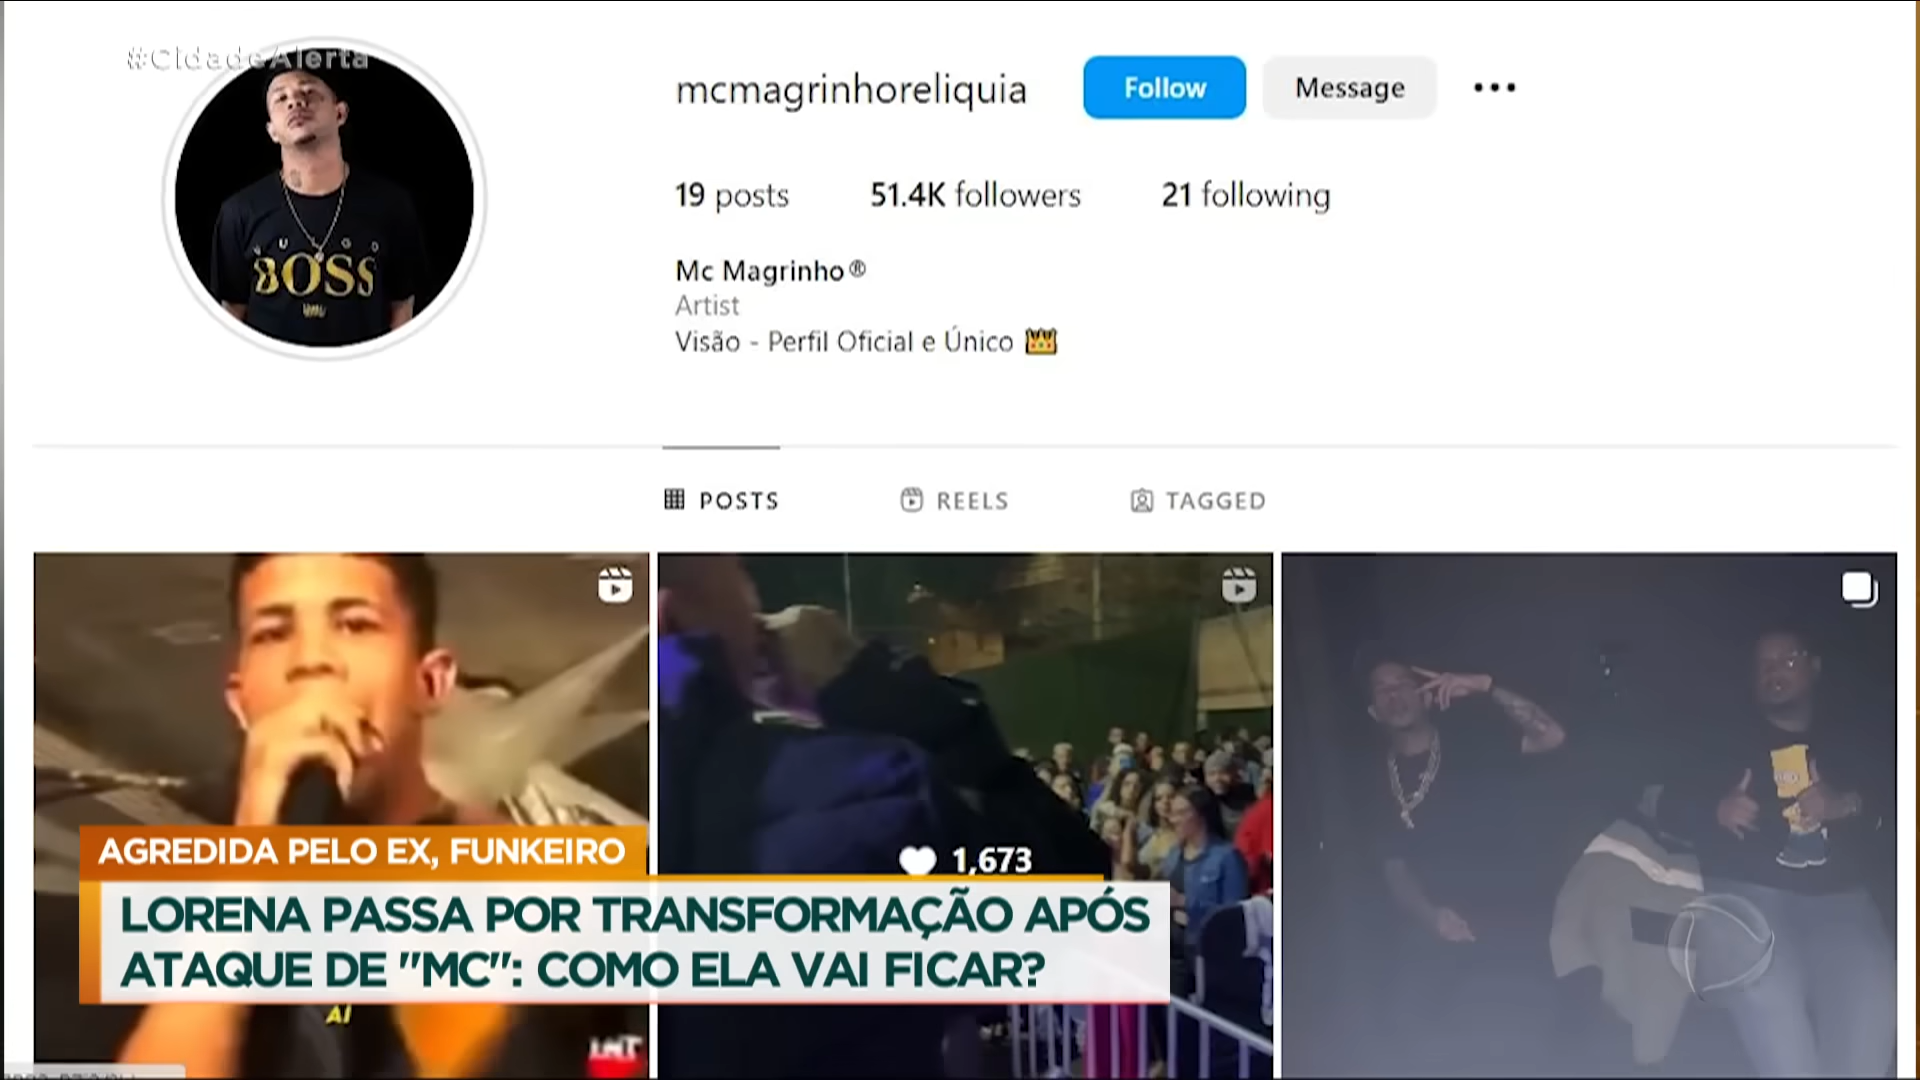 #CidadeAlerta
mcmagrinhoreliquia
Follow
Message
19 posts
51.4K followers
21 following
Mc Magrinho®
Artist
Visão - Perfil Oficial e Único 👑
POSTS
REELS
TAGGED
BOSS
1,673
AGREDIDA PELO EX, FUNKEIRO
LORENA PASSA POR TRANSFORMAÇÃO APÓS
ATAQUE DE "MC": COMO ELA VAI FICAR?
AI